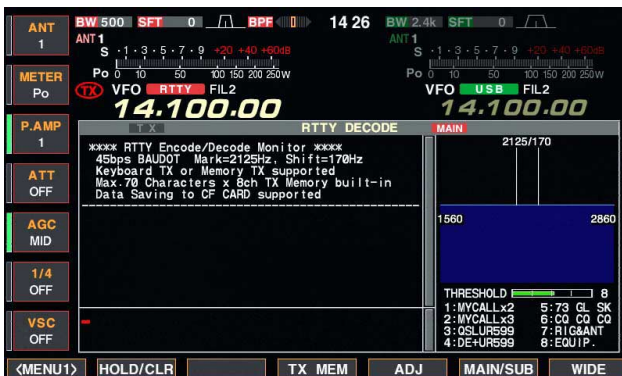 BW 500 SFT 0 BPF 14 26 BW 2.4k SFT 0
ANT 1
ANT1
ANT1
S ·1·3·5·7·9 +20 +40 +60dB
S ·1·3·5·7·9 +20 +40 +60dB
METER
Po
Po 0 10 50 100 150 200 250W
Po 0 10 50 100 150 200 250W
TX VFO RTTY FIL2
VFO USB FIL2
14.100.00
14.100.00
P.AMP
1
TX RTTY DECODE MAIN
**** RTTY Encode/Decode Monitor ****
45bps BAUDOT Mark=2125Hz, Shift=170Hz
Keyboard TX or Memory TX supported
Max.70 Characters x 8ch TX Memory built-in
Data Saving to CF CARD supported
2125/170
1560 2860
ATT
OFF
AGC
MID
1/4
OFF
VSC
OFF
THRESHOLD 8
1:MYCALLx2 5:73 GL SK
2:MYCALLx3 6:CQ CQ CQ
3:QSLUR599 7:RIG&ANT
4:DE+UR599 8:EQUIP.
<MENU1> HOLD/CLR TX MEM ADJ MAIN/SUB WIDE